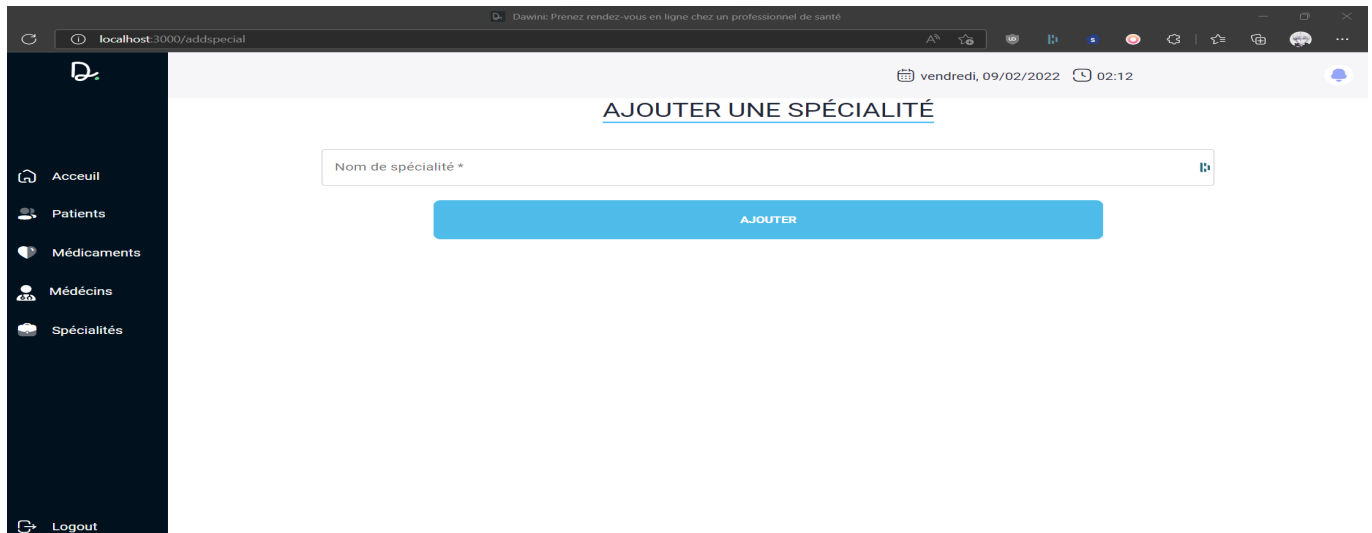 Dawini: Prenez rendez-vous en ligne chez un professionnel de santé
localhost:3000/addspecial
D.
vendredi, 09/02/2022 02:12
AJOUTER UNE SPÉCIALITÉ
Nom de spécialité *
AJOUTER
Acceuil
Patients
Médicaments
Médécins
Spécialités
Logout